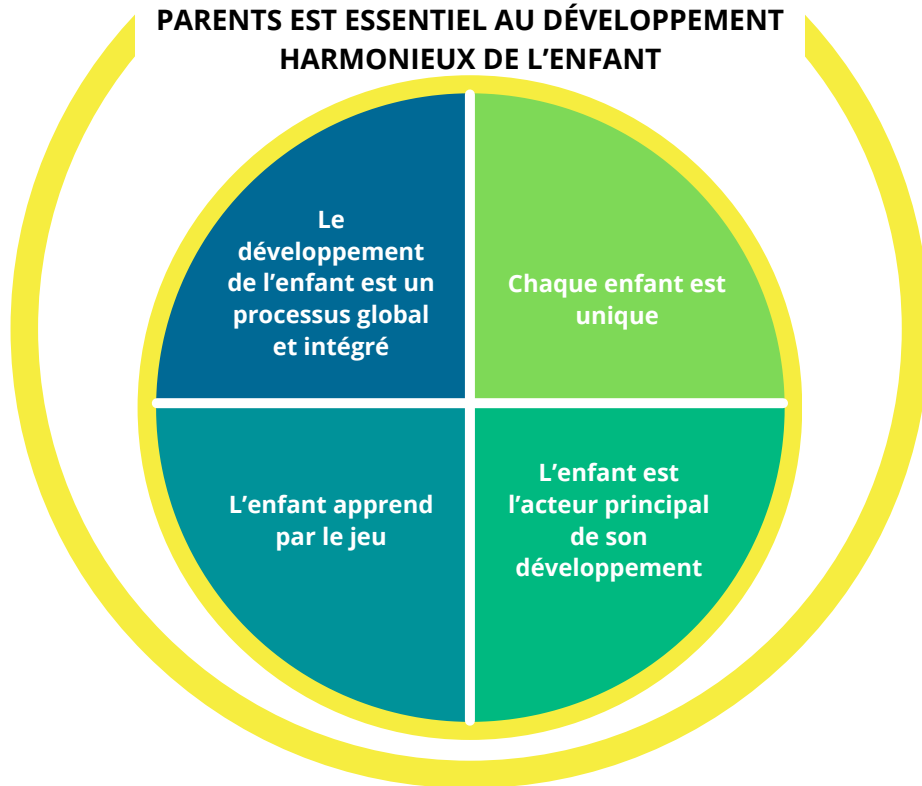 PARENTS EST ESSENTIEL AU DÉVELOPPEMENT
HARMONIEUX DE L’ENFANT
Le
développement
de l’enfant est un
processus global
et intégré
Chaque enfant est
unique
L’enfant apprend
par le jeu
L’enfant est
l’acteur principal
de son
développement